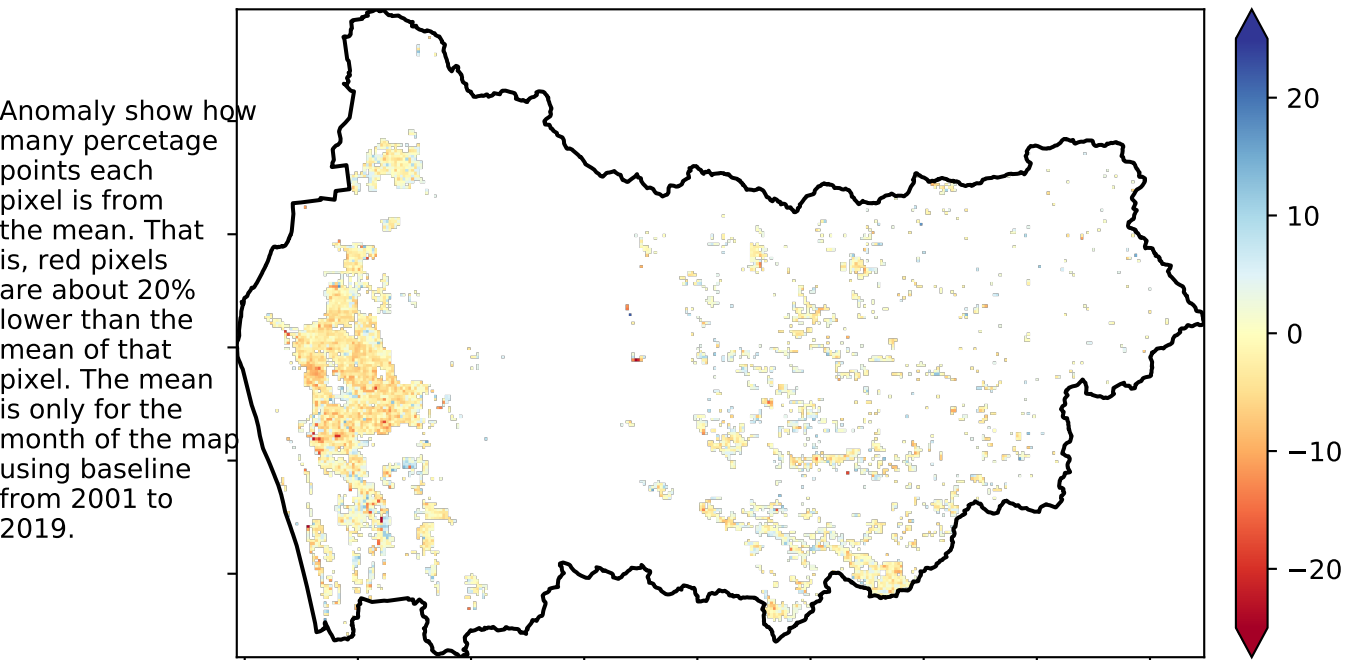 Anomaly show how
many percetage
points each
pixel is from
the mean. That
is, red pixels
are about 20%
lower than the
mean of that
pixel. The mean
is only for the
month of the map
using baseline
from 2001 to
2019.
20
10
0
−10
−20